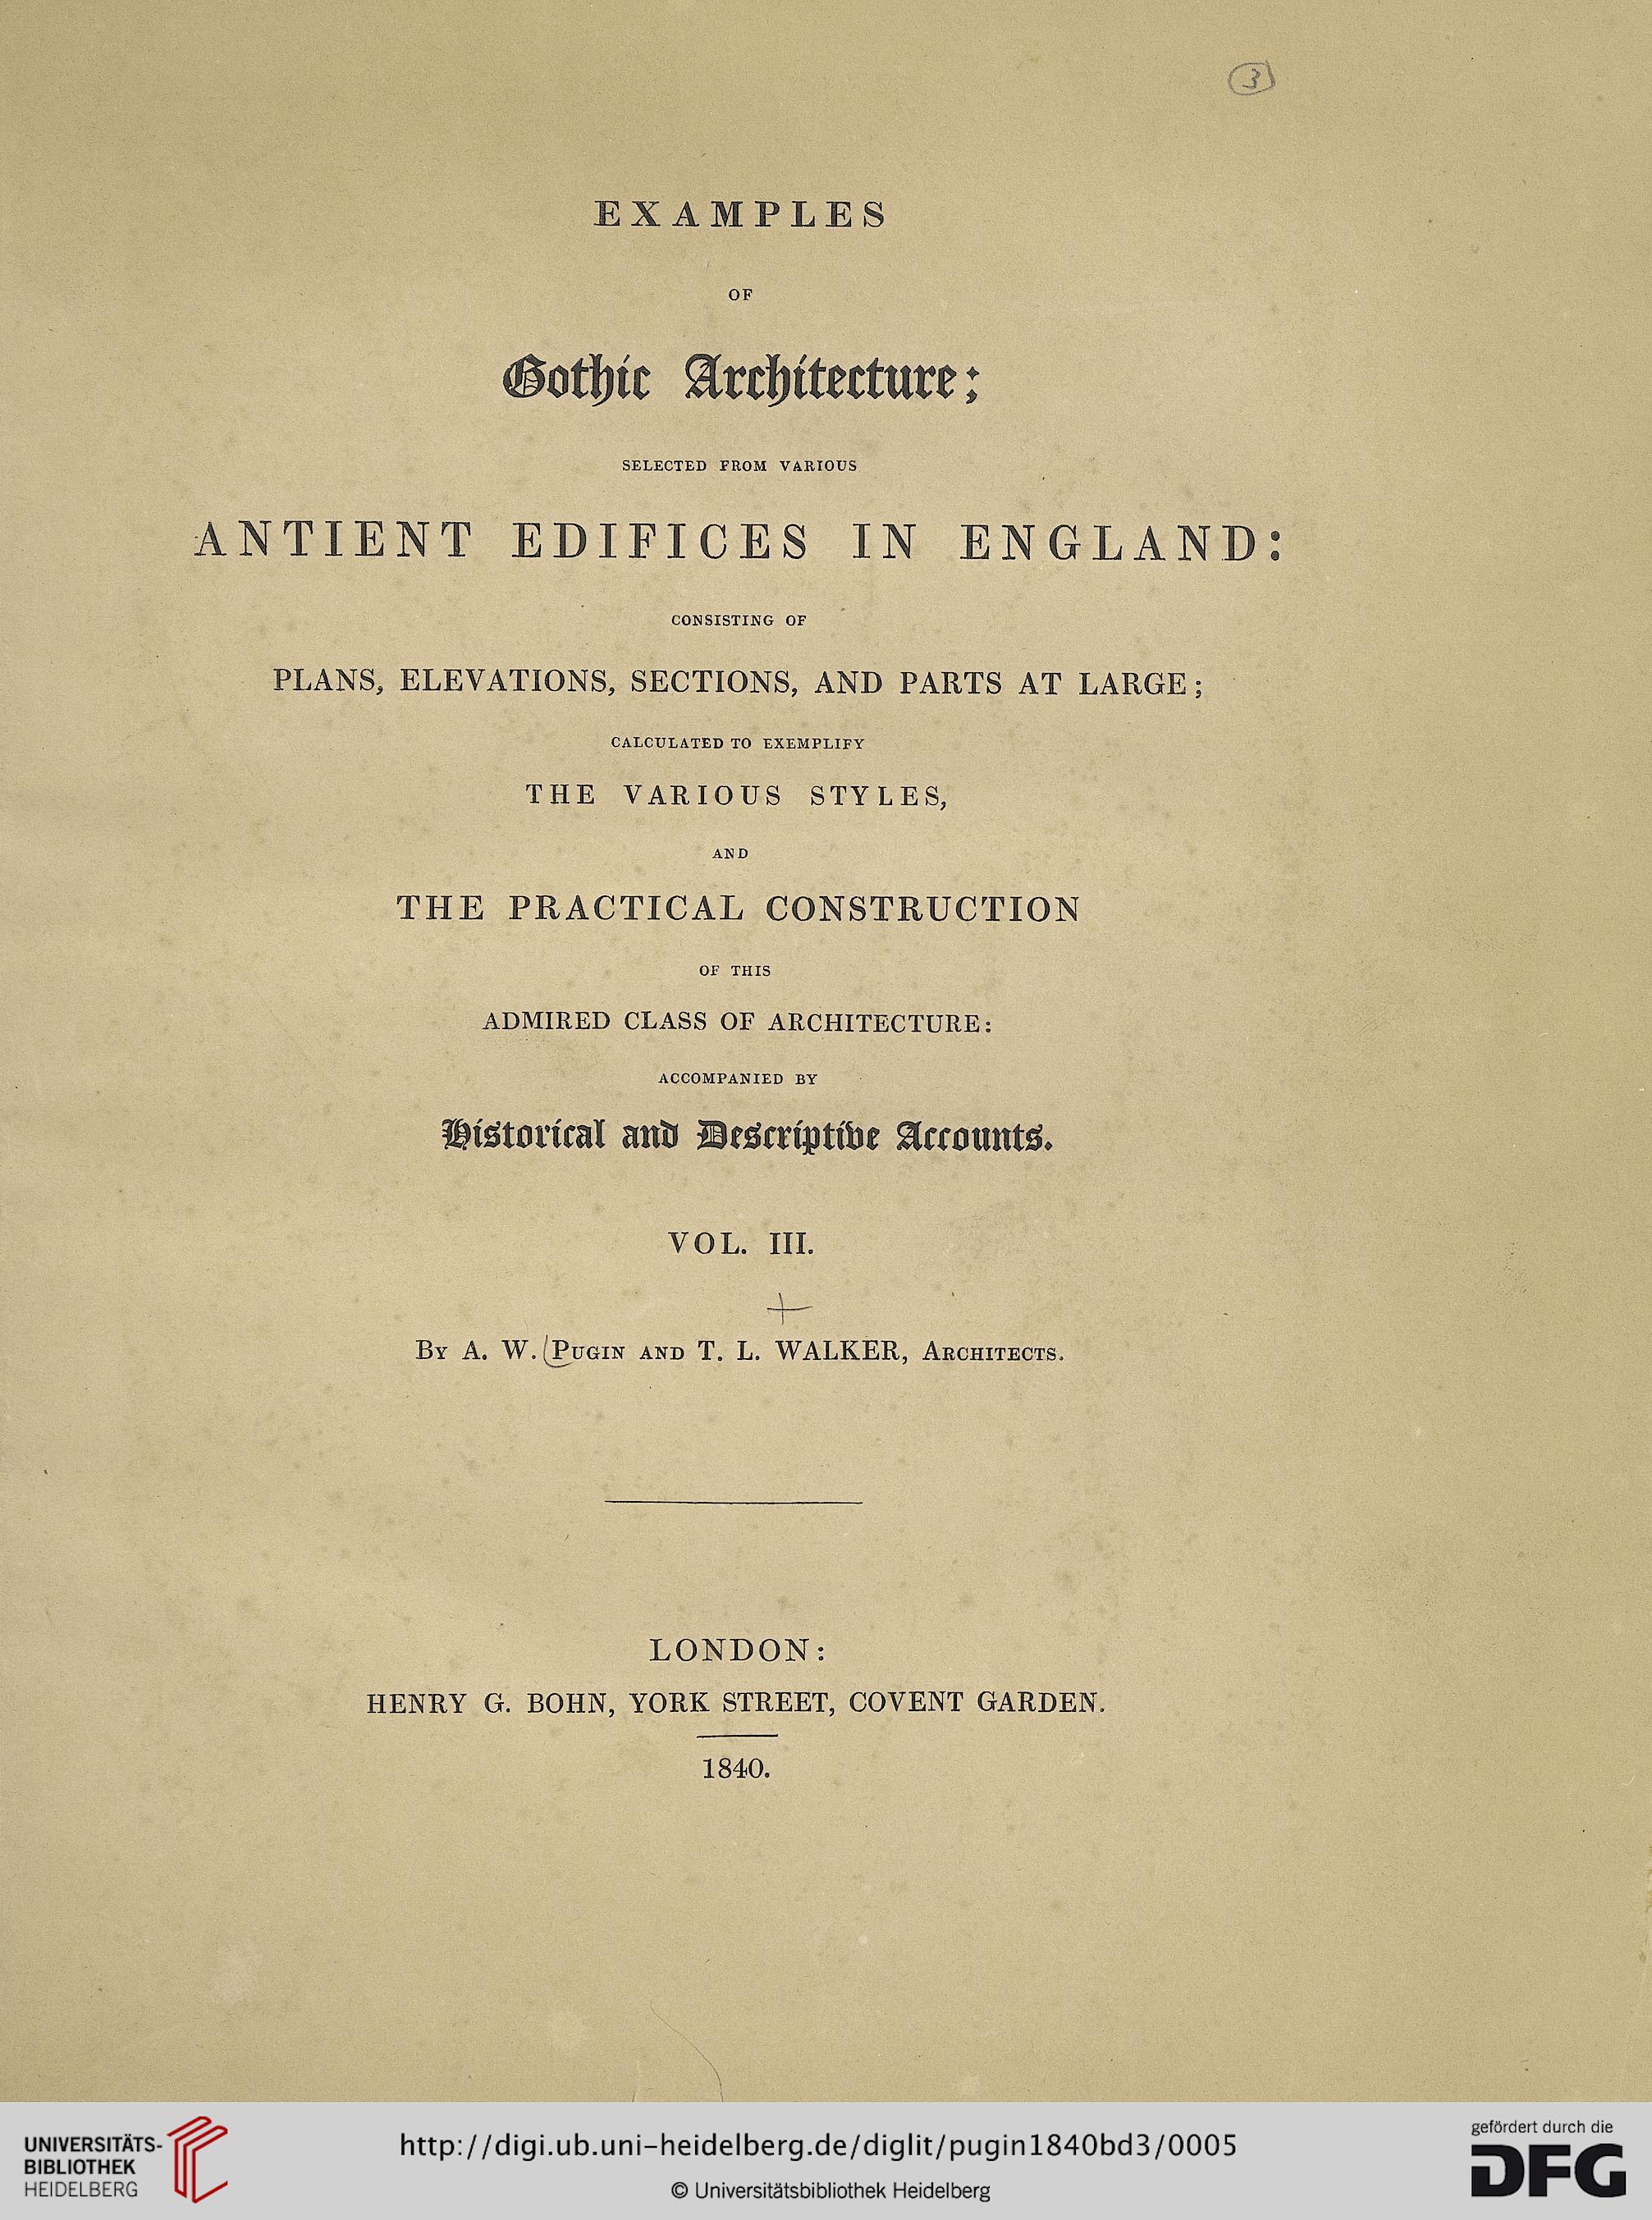 3
EXAMPLES
OF
Gothic Architecture;
SELECTED FROM VARIOUS
ANTIENT EDIFICES IN ENGLAND:
CONSISTING OF
PLANS, ELEVATIONS, SECTIONS, AND PARTS AT LARGE;
CALCULATED TO EXEMPLIFY
THE VARIOUS STYLES,
AND
THE PRACTICAL CONSTRUCTION
OF THIS
ADMIRED CLASS OF ARCHITECTURE:
ACCOMPANIED BY
Historical and Descriptive Accounts.
VOL. III.
By A. W. Pugin and T. L. WALKER, Architects.
LONDON:
HENRY G. BOHN, YORK STREET, COVENT GARDEN.
1840.
UNIVERSITÄTS-
BIBLIOTHEK
HEIDELBERG
http://digi.ub.uni-heidelberg.de/diglit/pugin1840bd3/0005
© Universitätsbibliothek Heidelberg
gefördert durch die
DFG